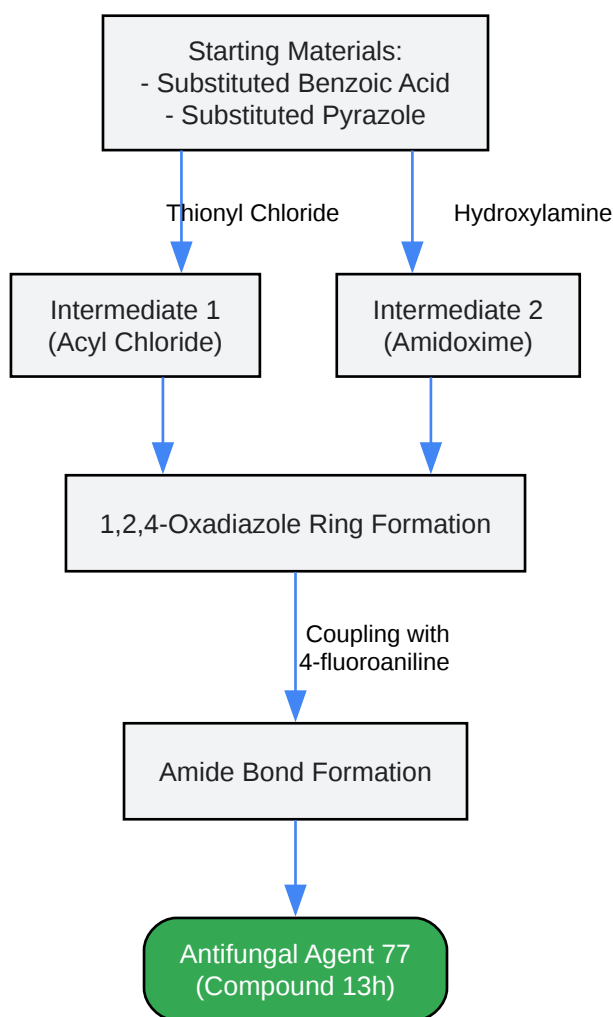 Starting Materials:
- Substituted Benzoic Acid
- Substituted Pyrazole
Thionyl Chloride
Hydroxylamine
Intermediate 1
(Acyl Chloride)
Intermediate 2
(Amidoxime)
1,2,4-Oxadiazole Ring Formation
Coupling with
4-fluoroaniline
Amide Bond Formation
Antifungal Agent 77
(Compound 13h)